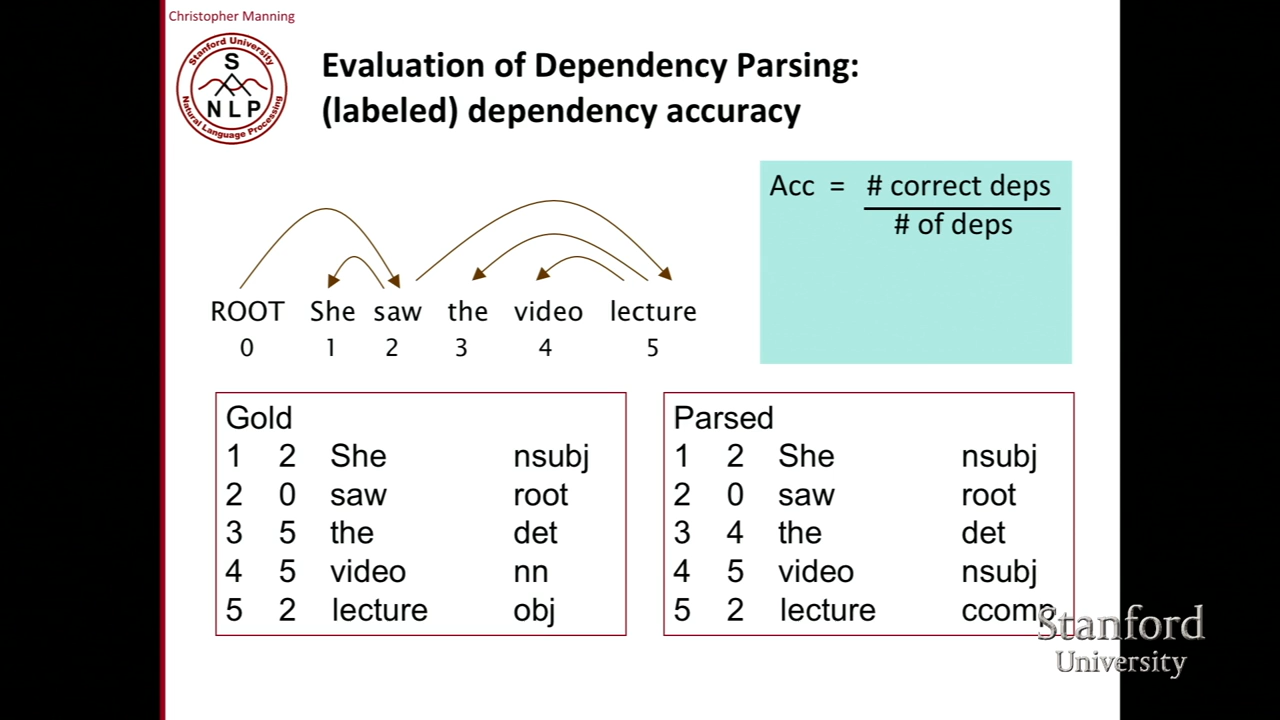 Christopher Manning
Stanford University
S
NLP
Natural Language Processing
Evaluation of Dependency Parsing:
(labeled) dependency accuracy
Acc = # correct deps
# of deps
ROOT She saw the video lecture
0 1 2 3 4 5
Gold
1 2 She nsubj
2 0 saw root
3 5 the det
4 5 video nn
5 2 lecture obj
Parsed
1 2 She nsubj
2 0 saw root
3 4 the det
4 5 video nsubj
5 2 lecture ccomp
Stanford
University